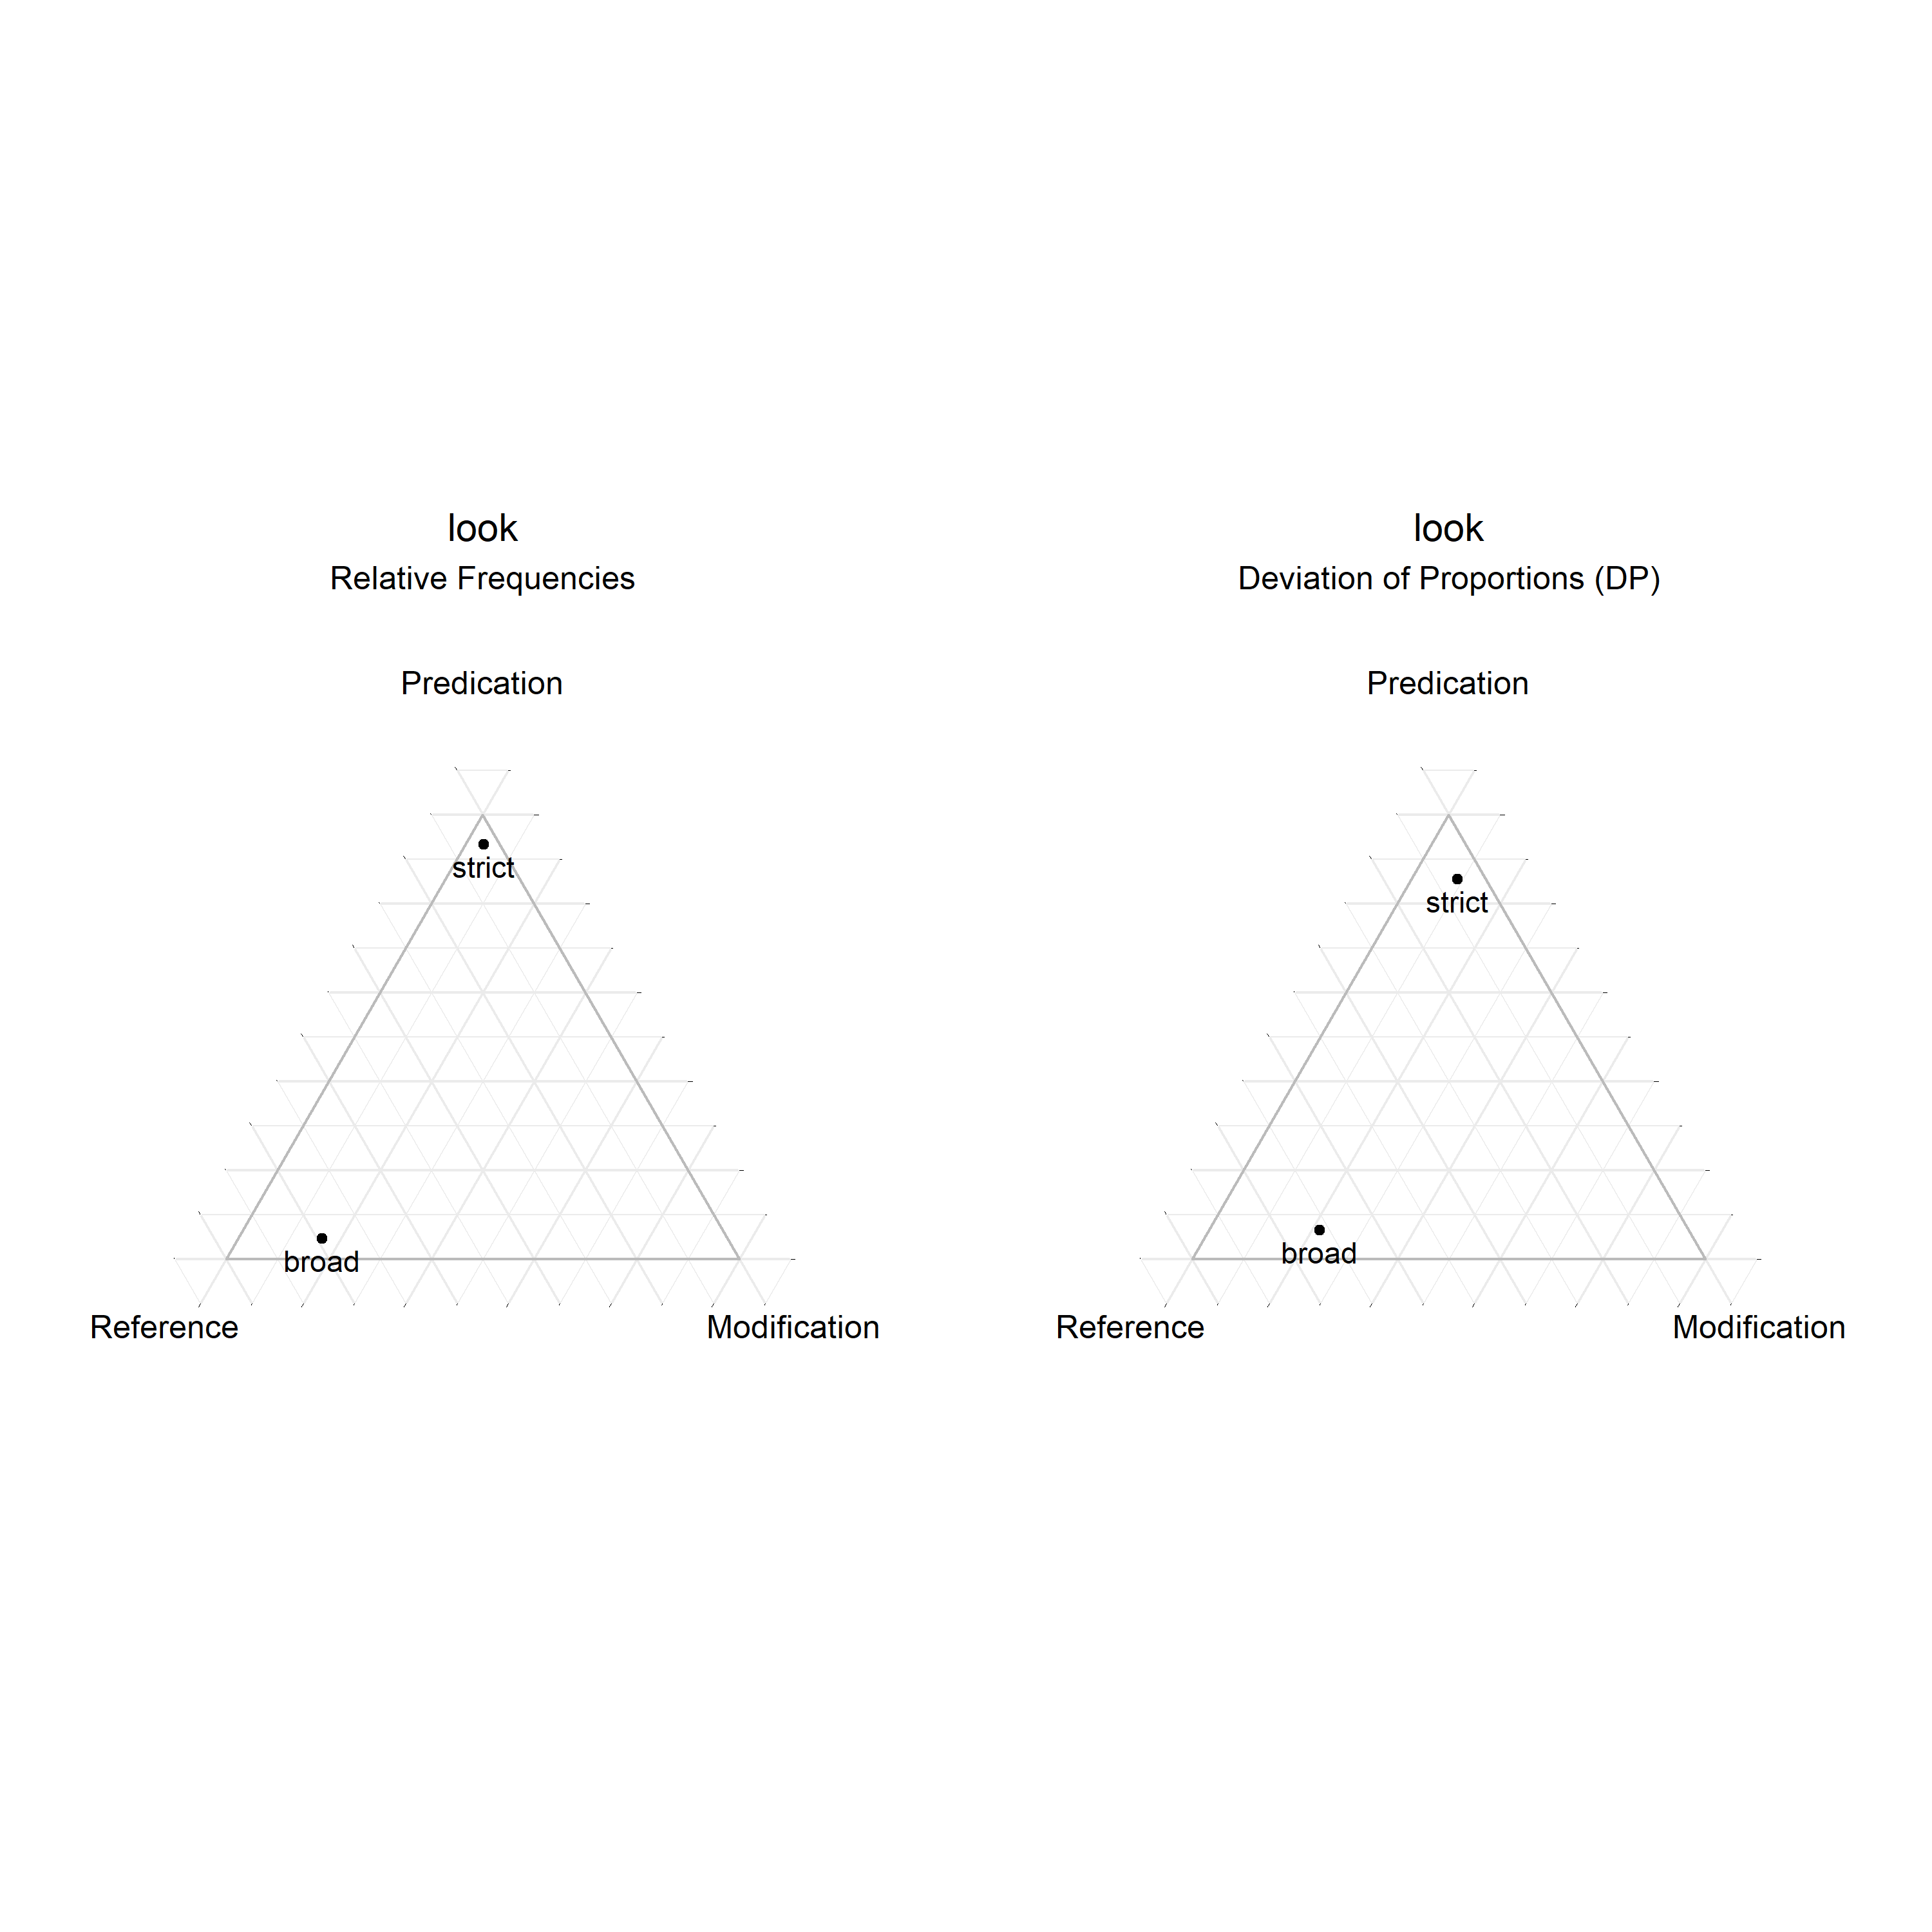 look
Relative Frequencies
Predication
strict
broad
Reference
Modification
look
Deviation of Proportions (DP)
Predication
strict
broad
Reference
Modification